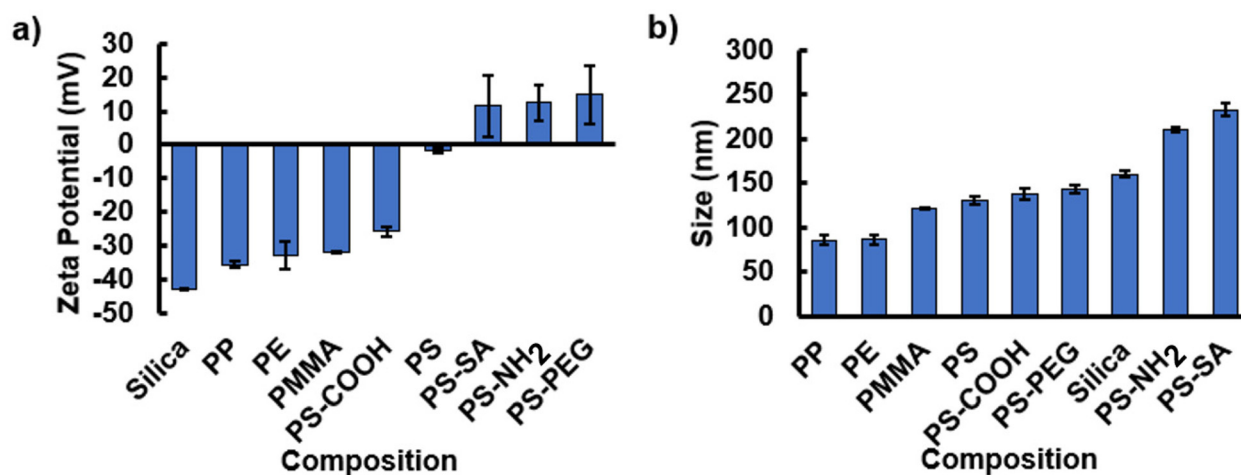 a)
Zeta Potential (mV)
30
20
10
0
-10
-20
-30
-40
-50
Silica
PP
PE
PMMA
PS-COOH
PS
PS-SA
PS-NH2
PS-PEG
Composition
b)
Size (nm)
300
250
200
150
100
50
0
PP
PE
PMMA
PS
PS-COOH
PS-PEG
Silica
PS-NH2
PS-SA
Composition